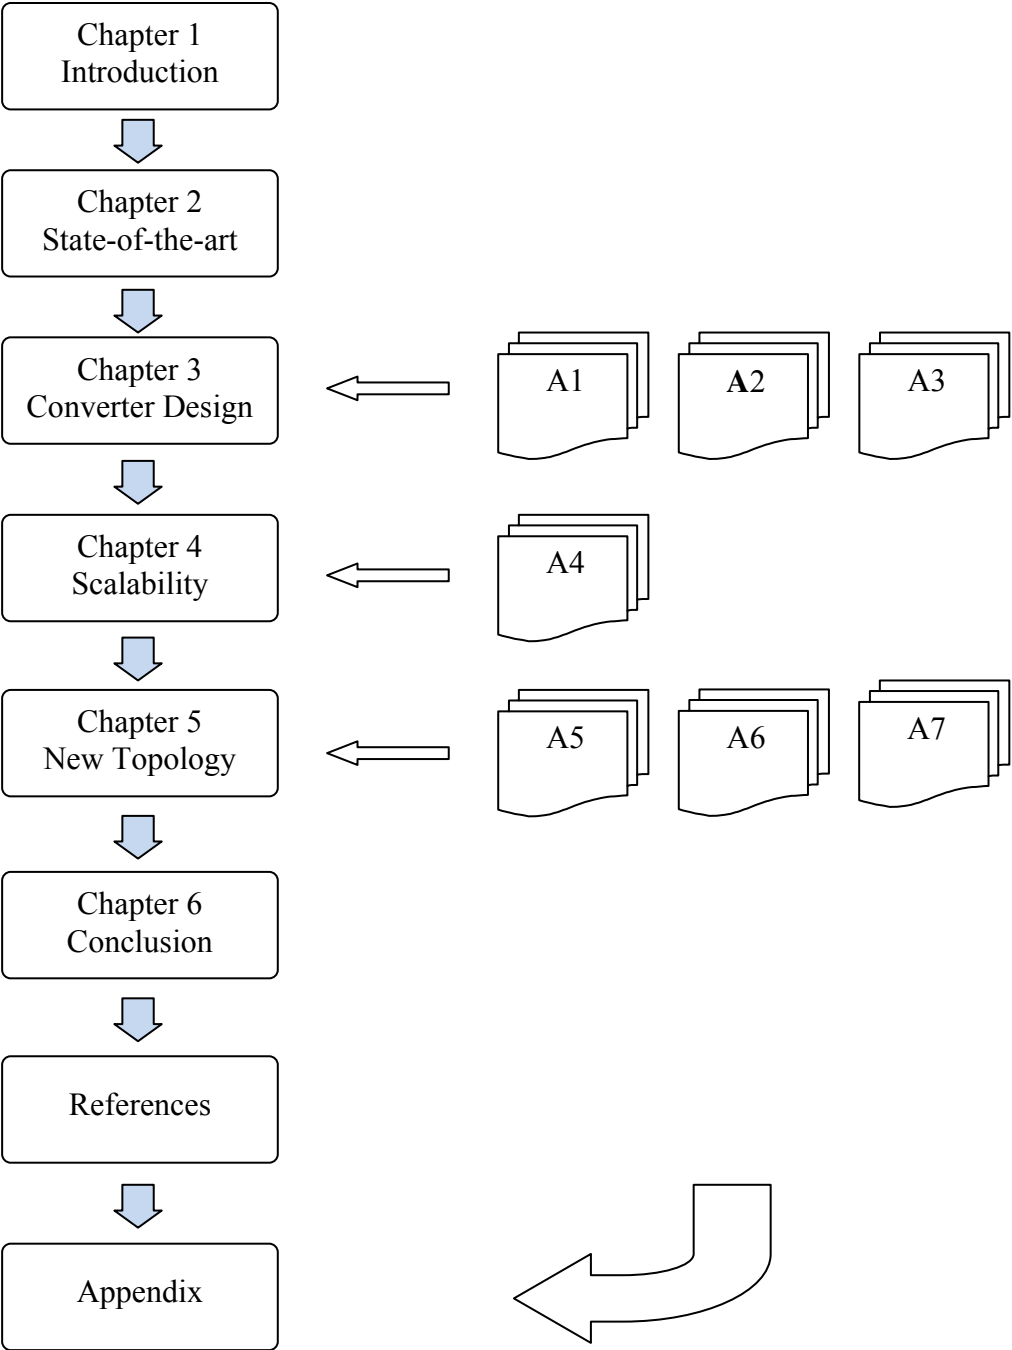 Chapter 1
Introduction
Chapter 2
State-of-the-art
Chapter 3
Converter Design
A1
A2
A3
Chapter 4
Scalability
A4
Chapter 5
New Topology
A5
A6
A7
Chapter 6
Conclusion
References
Appendix